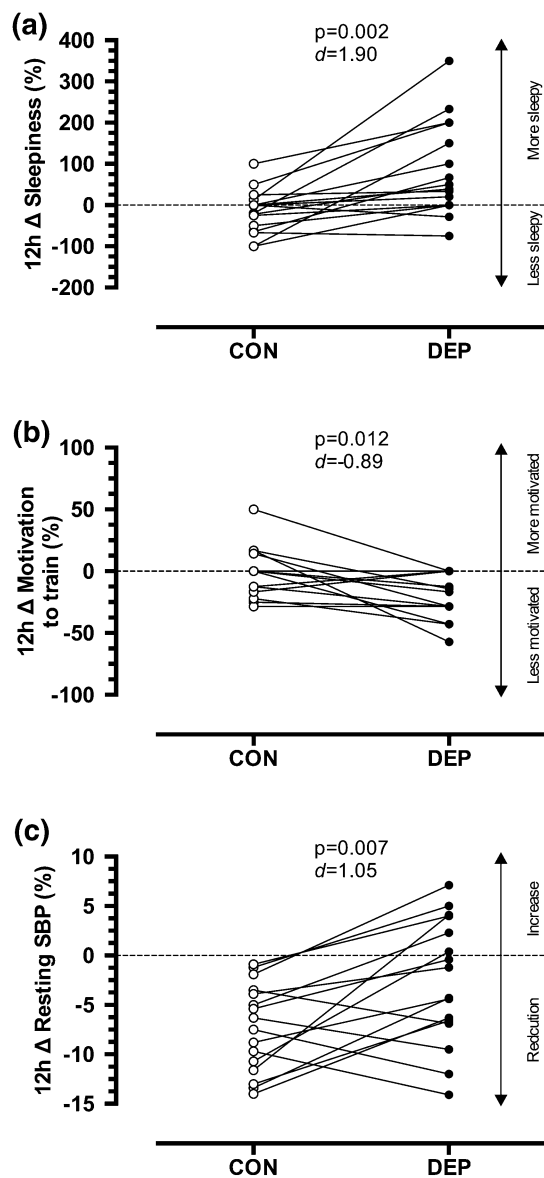 (a)
p=0.002
d=1.90
400
300
200
100
0
-100
-200
12h Δ Sleepiness (%)
More sleepy
Less sleepy
CON DEP
(b)
p=0.012
d=-0.89
100
50
0
-50
-100
12h Δ Motivation
to train (%)
More motivated
Less motivated
CON DEP
(c)
p=0.007
d=1.05
10
5
0
-5
-10
-15
12h Δ Resting SBP (%)
Increase
Redcution
CON DEP